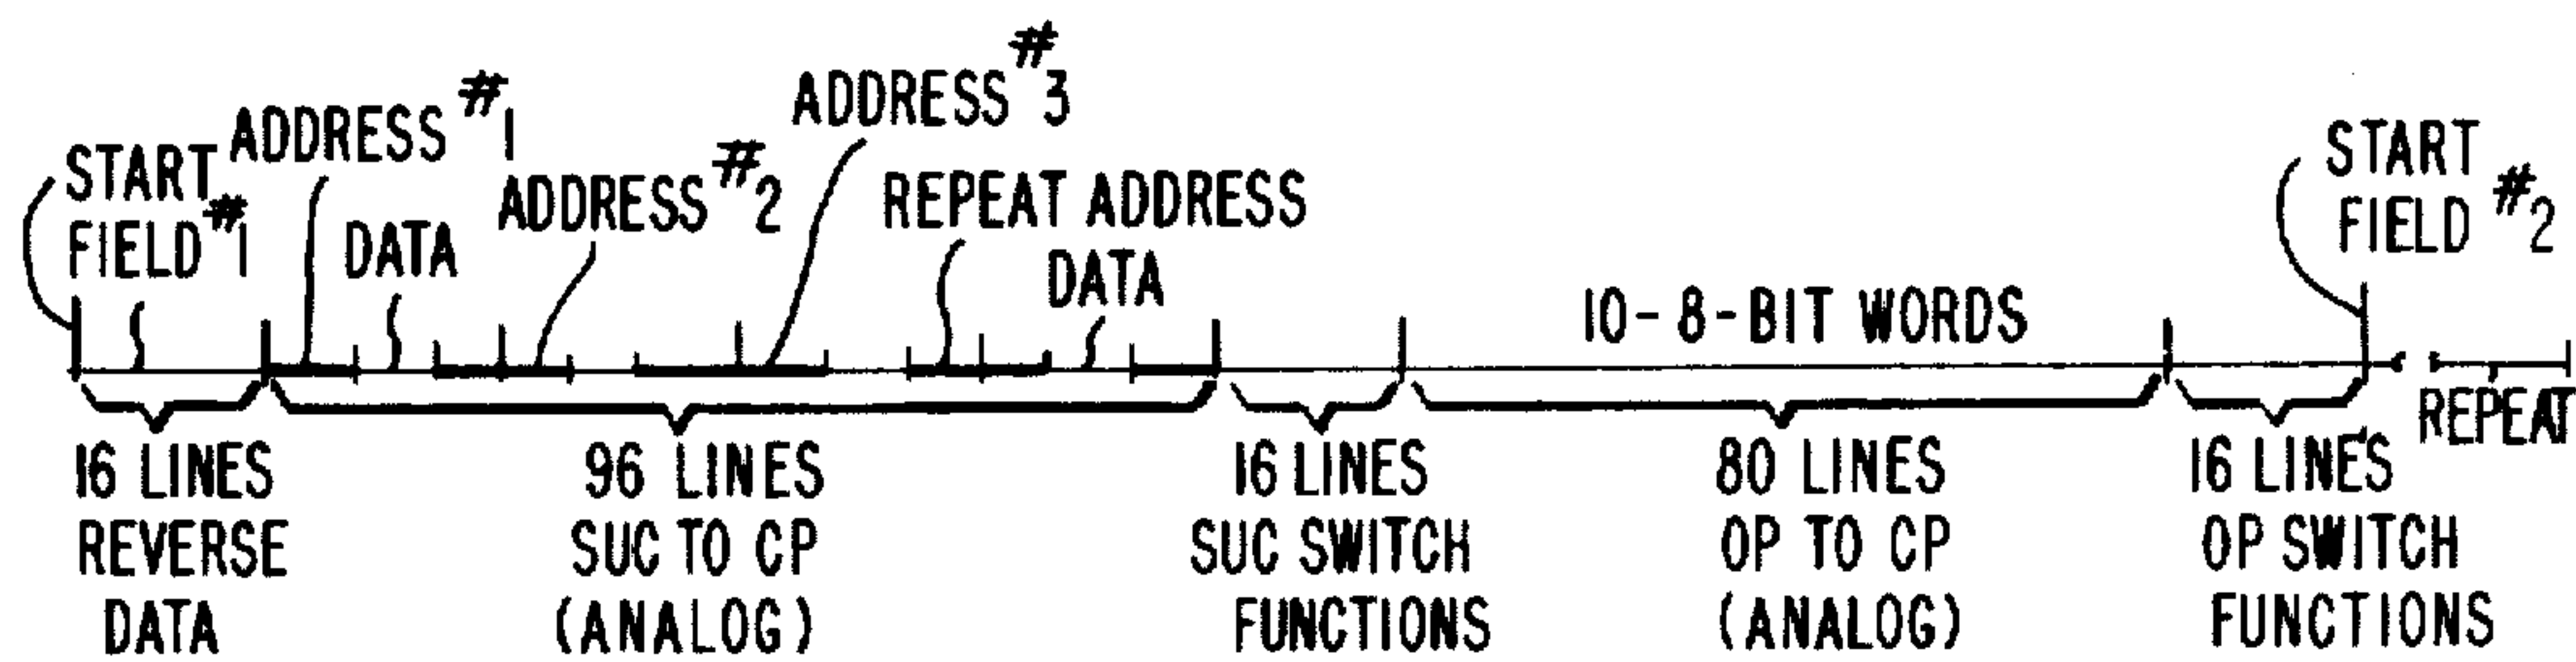 START
FIELD #1
ADDRESS #1
DATA
ADDRESS #2
ADDRESS #3
REPEAT ADDRESS
DATA
10-8-BIT WORDS
START
FIELD #2
REPEAT
16 LINES
REVERSE
DATA
96 LINES
SUC TO CP
(ANALOG)
16 LINES
SUC SWITCH
FUNCTIONS
80 LINES
OP TO CP
(ANALOG)
16 LINES
OP SWITCH
FUNCTIONS